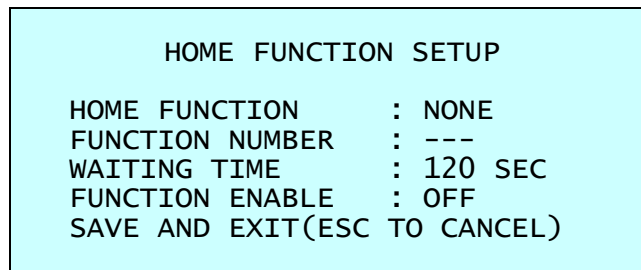 HOME FUNCTION SETUP
HOME FUNCTION : NONE
FUNCTION NUMBER : ---
WAITING TIME : 120 SEC
FUNCTION ENABLE : OFF
SAVE AND EXIT(ESC TO CANCEL)